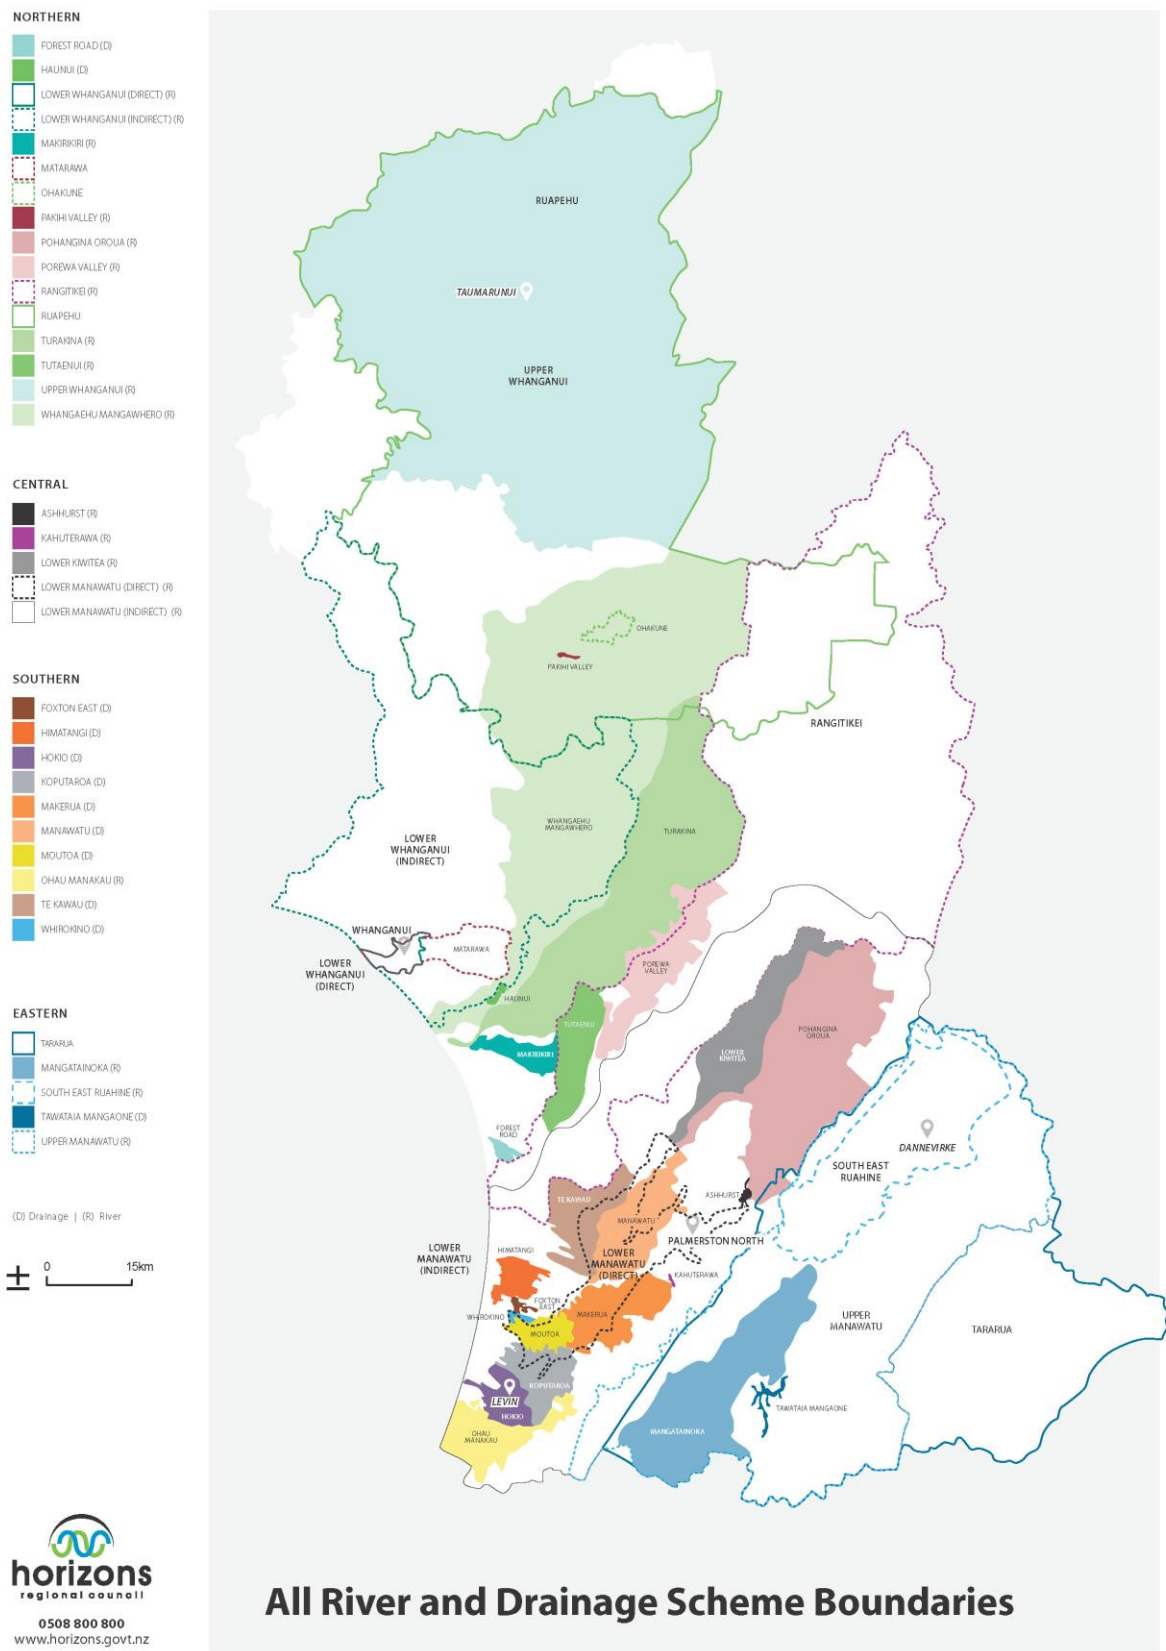 NORTHERN
FOREST ROAD (D)
HAUNUI (D)
LOWER WHANGANUI (DIRECT) (R)
LOWER WHANGANUI (INDIRECT) (R)
MAKIRIKIRI (R)
MATARAWA
OHAKUNE
PAKIHI VALLEY (R)
POHANGINA OROUA (R)
POREWA VALLEY (R)
RANGITIKEI (R)
RUAPEHU
TURAKINA (R)
TUTAENUI (R)
UPPER WHANGANUI (R)
WHANGAEHU MANGAWHERO (R)
CENTRAL
ASHHURST (R)
KAHUTERAWA (R)
LOWER KIWITEA (R)
LOWER MANAWATU (DIRECT) (R)
LOWER MANAWATU (INDIRECT) (R)
SOUTHERN
FOXTON EAST (D)
HIMATANGI (D)
HOKIO (D)
KOPUTAROA (D)
MAKERUA (D)
MANAWATU (D)
MOUTOA (D)
OHAU MANAKAU (R)
TE KAWAU (D)
WHIROKINO (D)
EASTERN
TARARUA
MANGATAINOKA (R)
SOUTH EAST RUAHINE (R)
TAWATAIA MANGAONE (D)
UPPER MANAWATU (R)
(D) Drainage | (R) River
0 15km
horizons
regional council
0508 800 800
www.horizons.govt.nz
RUAPEHU
TAUMARUNUI
UPPER
WHANGANUI
OHAKUNE
PAKIHI VALLEY
RANGITIKEI
WHANGAEHU
MANGAWHERO
TURAKINA
LOWER
WHANGANUI
(INDIRECT)
WHANGANUI
MATARAWA
LOWER
WHANGANUI
(DIRECT)
POREWA
VALLEY
HAUNUI
TUTAENUI
POHANGINA
OROUA
MAKIRIKIRI
LOWER
KIWITEA
FOREST
ROAD
DANNEVIRKE
SOUTH EAST
RUAHINE
TE KAWAU
ASHHURST
MANAWATU
PALMERSTON NORTH
LOWER
MANAWATU
(INDIRECT)
HIMATANGI
LOWER
MANAWATU
(DIRECT)
KAHUTERAWA
FOXTON
EAST
WHIROKINO
MAKERUA
MOUTOA
UPPER
MANAWATU
TARARUA
KOPUTAROA
LEVIN
HOKIO
TAWATAIA MANGAONE
OHAU
MANAKAU
MANGATAINOKA
All River and Drainage Scheme Boundaries